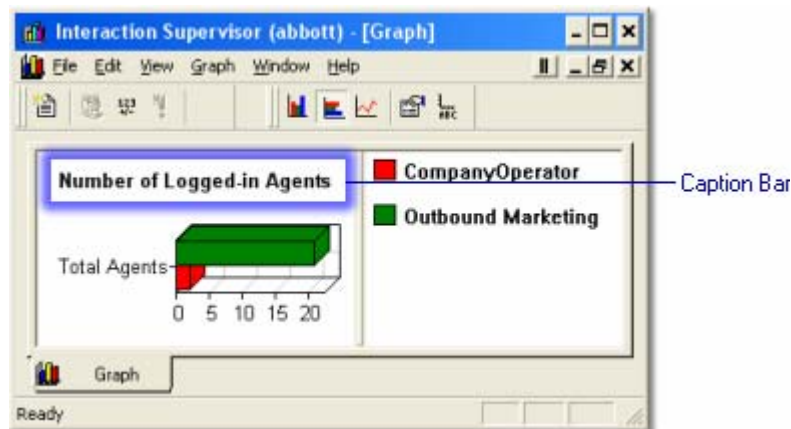 Interaction Supervisor (abbott) - [Graph]
File Edit View Graph Window Help
Number of Logged-in Agents
CompanyOperator
Caption Bar
Outbound Marketing
Total Agents
0 5 10 15 20
Graph
Ready